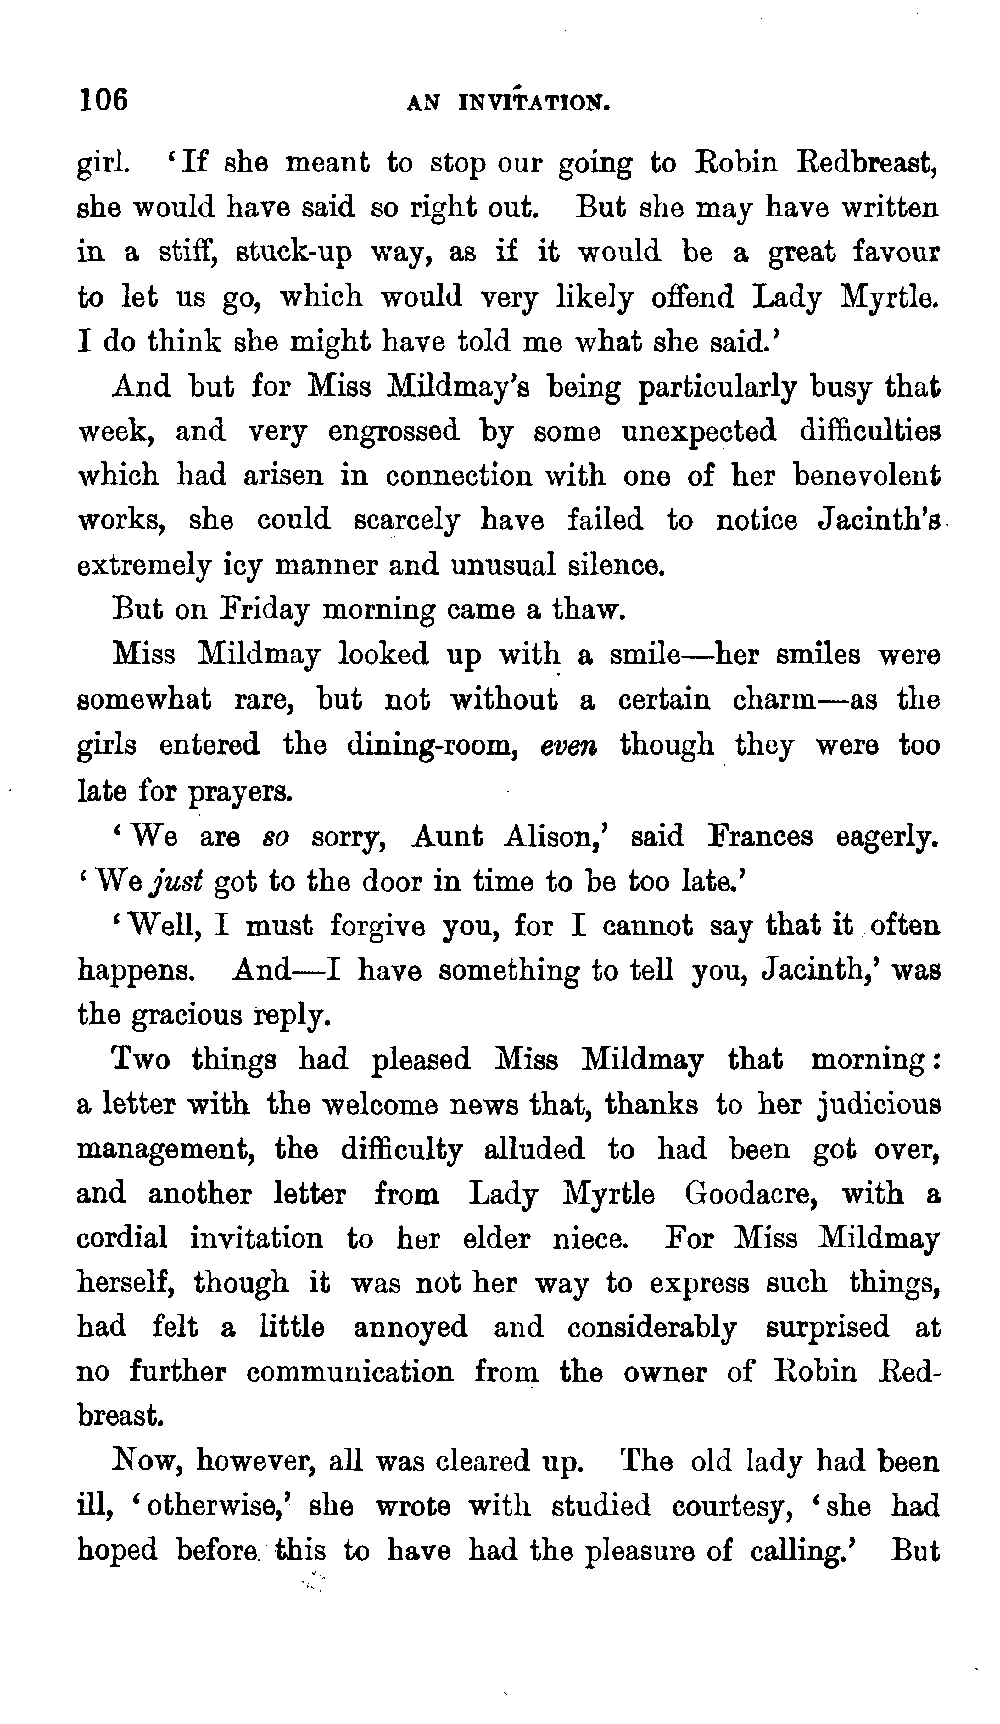 106 AN INVITATION.
girl. ‘If she meant to stop our going to Robin Redbreast,
she would have said so right out. But she may have written
in a stiff, stuck-up way, as if it would be a great favour
to let us go, which would very likely offend Lady Myrtle.
I do think she might have told me what she said.’
And but for Miss Mildmay’s being particularly busy that
week, and very engrossed by some unexpected difficulties
which had arisen in connection with one of her benevolent
works, she could scarcely have failed to notice Jacinth’s
extremely icy manner and unusual silence.
But on Friday morning came a thaw.
Miss Mildmay looked up with a smile—her smiles were
somewhat rare, but not without a certain charm—as the
girls entered the dining-room, even though they were too
late for prayers.
‘We are so sorry, Aunt Alison,’ said Frances eagerly.
‘We just got to the door in time to be too late.’
‘Well, I must forgive you, for I cannot say that it often
happens. And—I have something to tell you, Jacinth,’ was
the gracious reply.
Two things had pleased Miss Mildmay that morning:
a letter with the welcome news that, thanks to her judicious
management, the difficulty alluded to had been got over,
and another letter from Lady Myrtle Goodacre, with a
cordial invitation to her elder niece. For Miss Mildmay
herself, though it was not her way to express such things,
had felt a little annoyed and considerably surprised at
no further communication from the owner of Robin Red-
breast.
Now, however, all was cleared up. The old lady had been
ill, ‘otherwise,’ she wrote with studied courtesy, ‘she had
hoped before this to have had the pleasure of calling.’ But